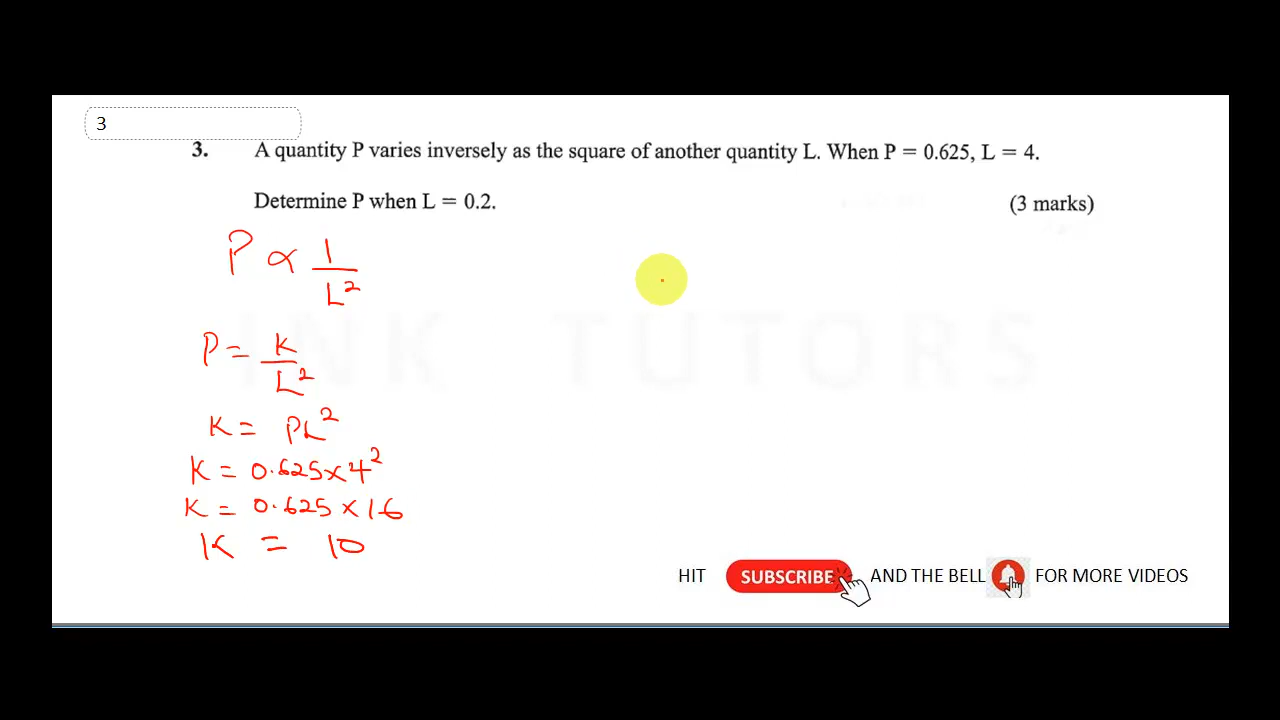 3
3. A quantity P varies inversely as the square of another quantity L. When P = 0.625, L = 4.
Determine P when L = 0.2. (3 marks)
P ∝ 1/L²
INK TUTORS
P = K/L²
K = PL²
K = 0.625 × 4²
K = 0.625 × 16
K = 10
HIT SUBSCRIBE AND THE BELL FOR MORE VIDEOS